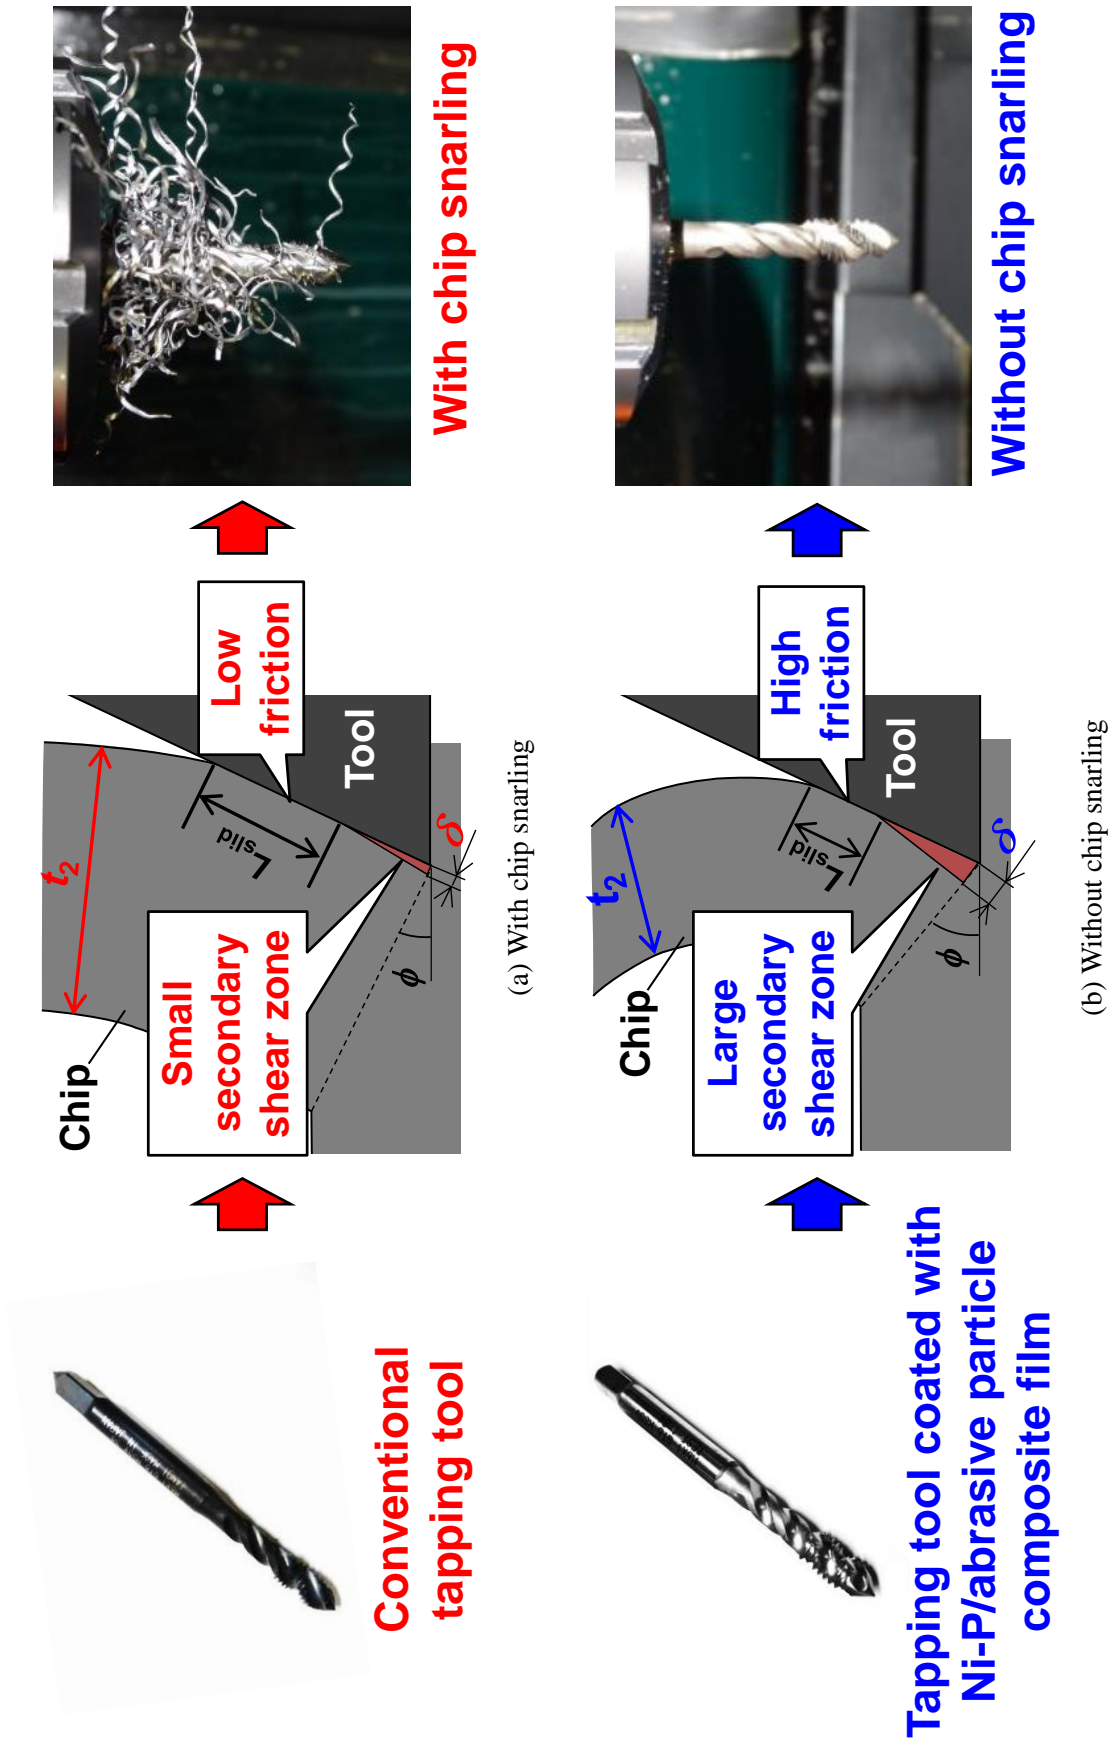 Conventional
tapping tool
Chip
t2
Small
secondary
shear zone
Lslid
Low
friction
Tool
δ
ϕ
With chip snarling
(a) With chip snarling
Tapping tool coated with
Ni-P/abrasive particle
composite film
Chip
t2
Large
secondary
shear zone
Lslid
High
friction
Tool
δ
ϕ
Without chip snarling
(b) Without chip snarling